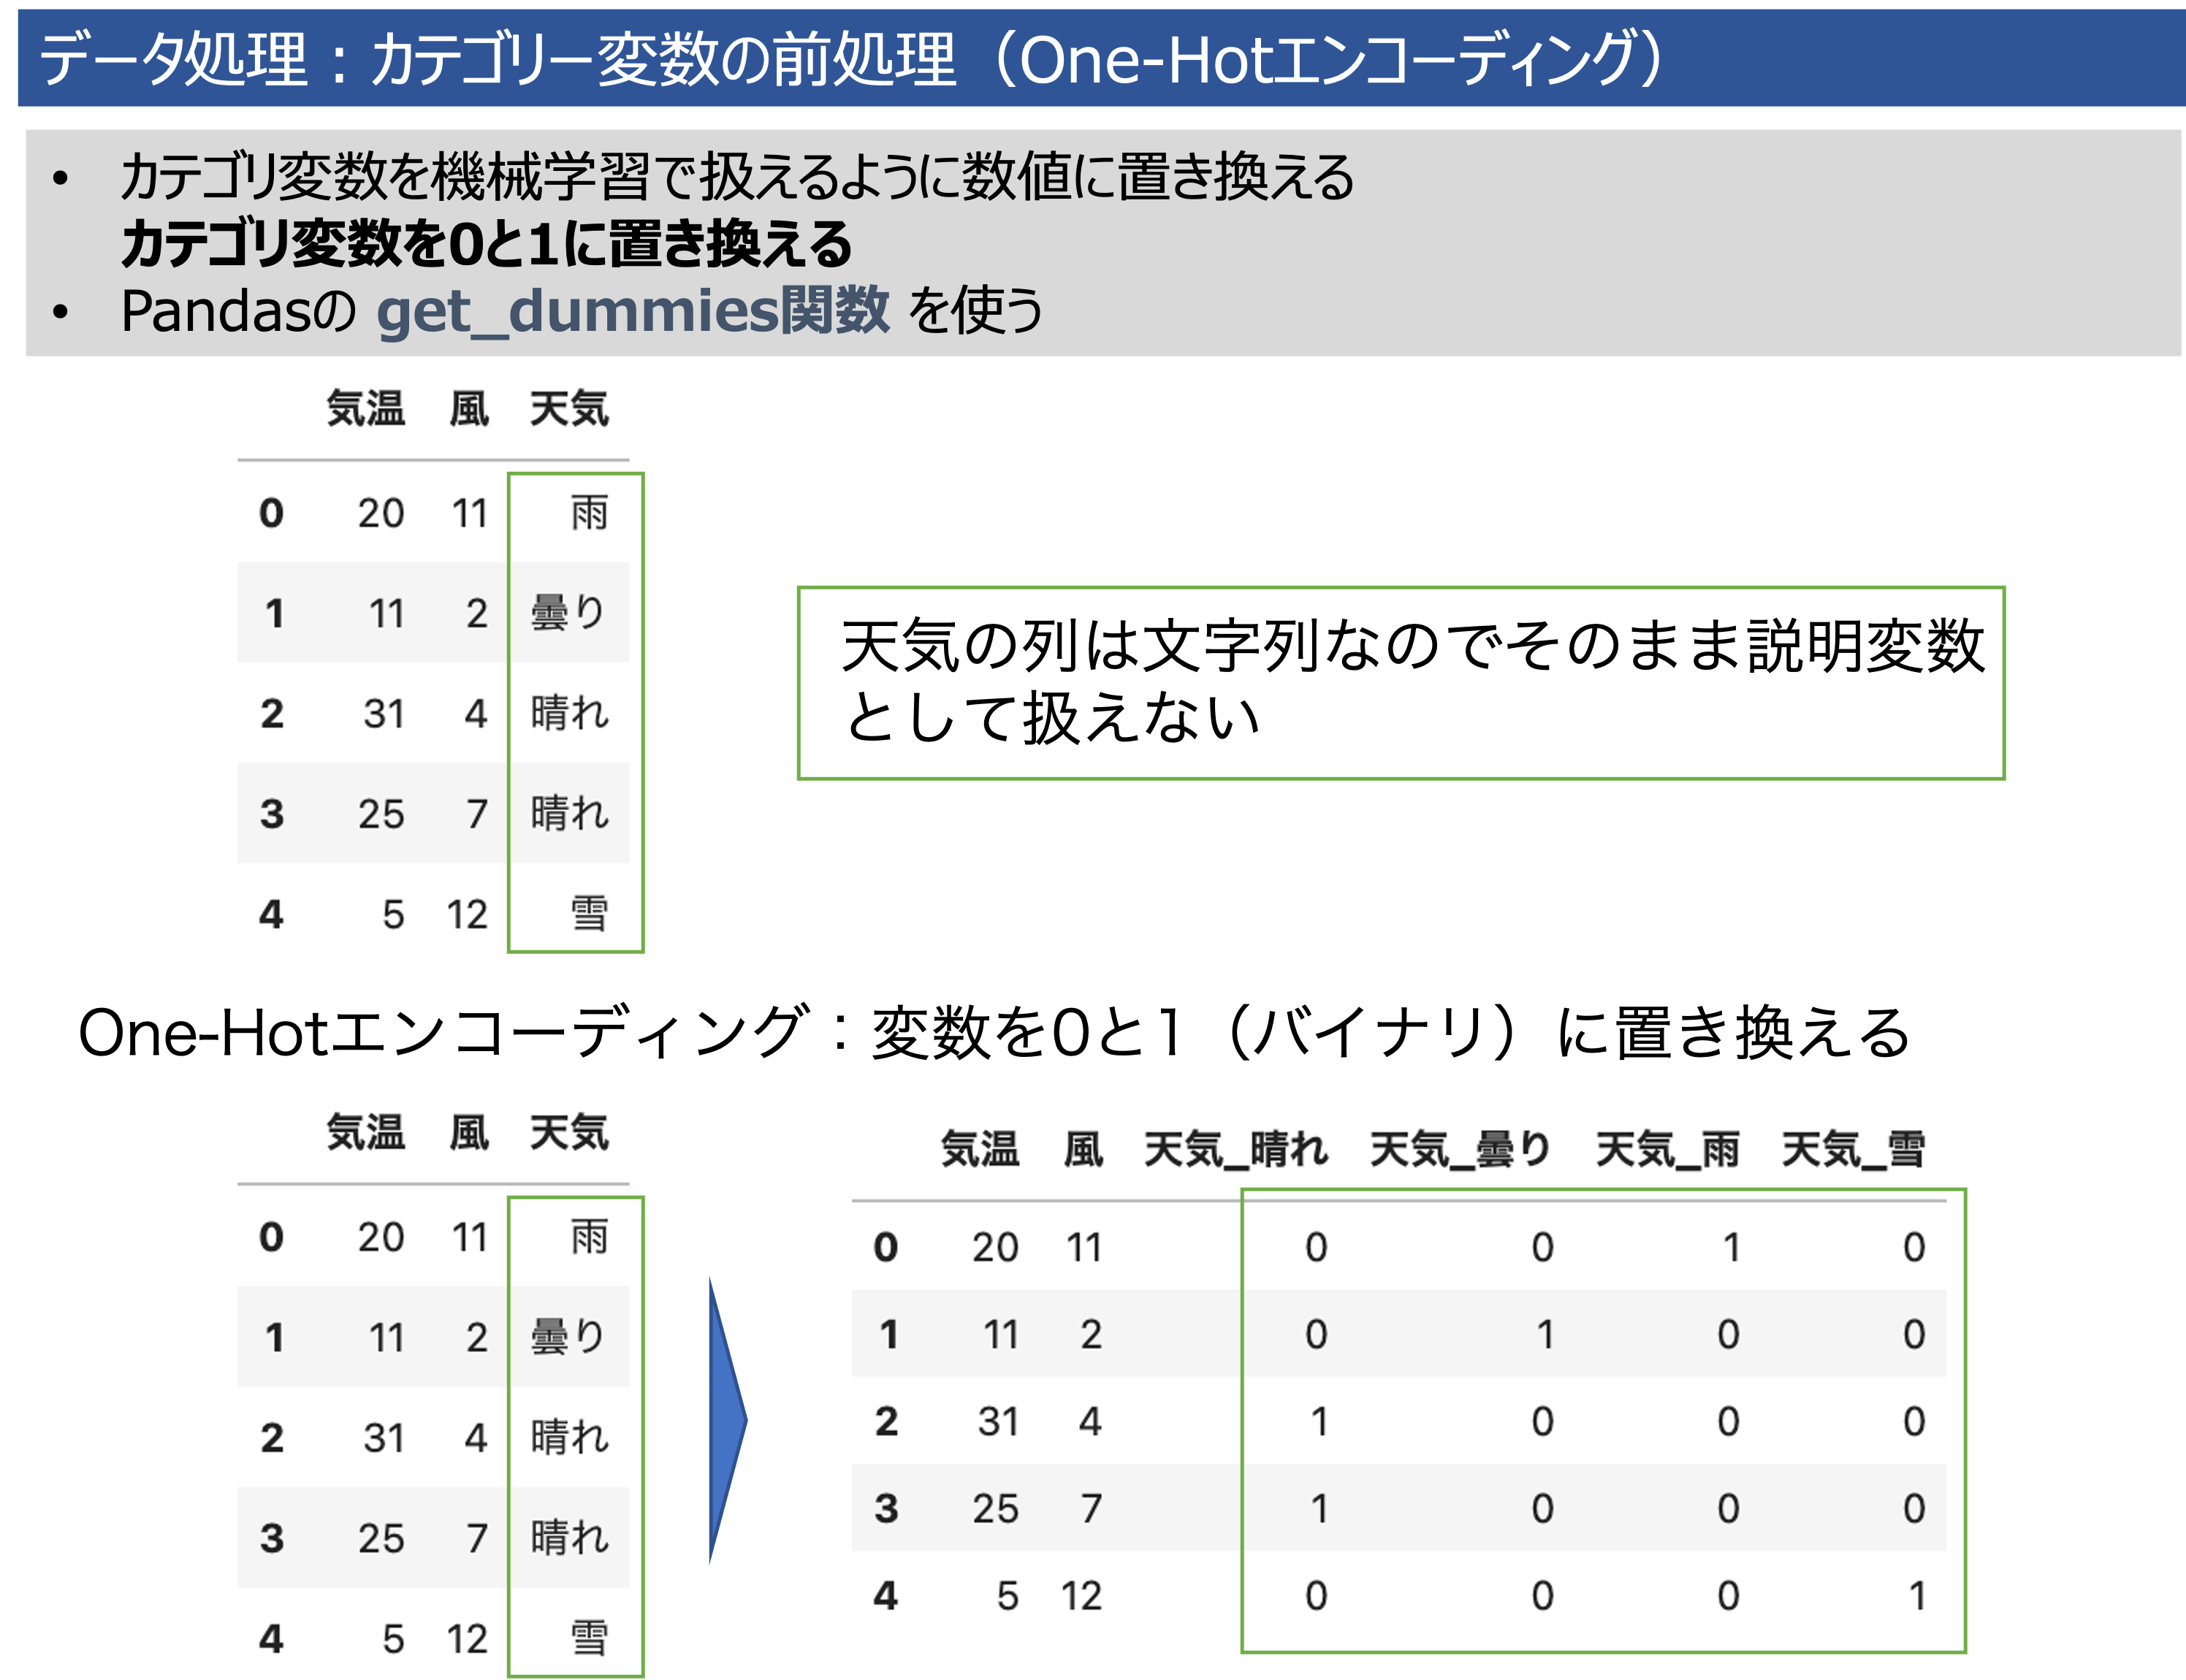 データ処理：カテゴリー変数の前処理（One-Hotエンコーディング）
• カテゴリ変数を機械学習で扱えるように数値に置き換える
カテゴリ変数を0と1に置き換える
• Pandasの get_dummies関数 を使う
気温 風 天気
0 20 11 雨
1 11 2 曇り
2 31 4 晴れ
3 25 7 晴れ
4 5 12 雪
天気の列は文字列なのでそのまま説明変数
として扱えない
One-Hotエンコーディング：変数を0と1（バイナリ）に置き換える
気温 風 天気
0 20 11 雨
1 11 2 曇り
2 31 4 晴れ
3 25 7 晴れ
4 5 12 雪
気温 風 天気_晴れ 天気_曇り 天気_雨 天気_雪
0 20 11 0 0 1 0
1 11 2 0 1 0 0
2 31 4 1 0 0 0
3 25 7 1 0 0 0
4 5 12 0 0 0 1